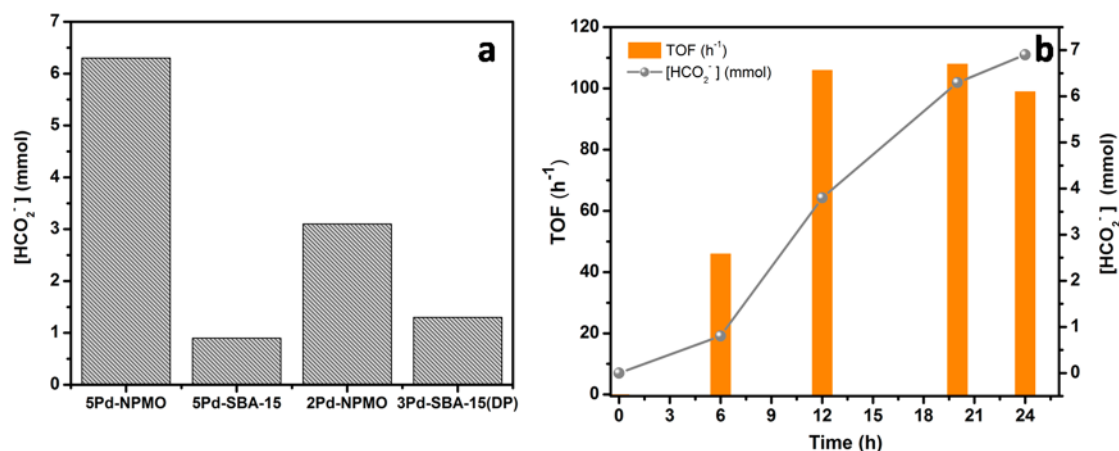 a
7
6
5
4
3
2
1
0
[HCO₂⁻] (mmol)
5Pd-NPMO 5Pd-SBA-15 2Pd-NPMO 3Pd-SBA-15(DP)
b
TOF (h⁻¹)
[HCO₂⁻] (mmol)
120
100
80
60
40
20
0
TOF (h⁻¹)
7
6
5
4
3
2
1
0
[HCO₂⁻] (mmol)
0 3 6 9 12 15 18 21 24
Time (h)